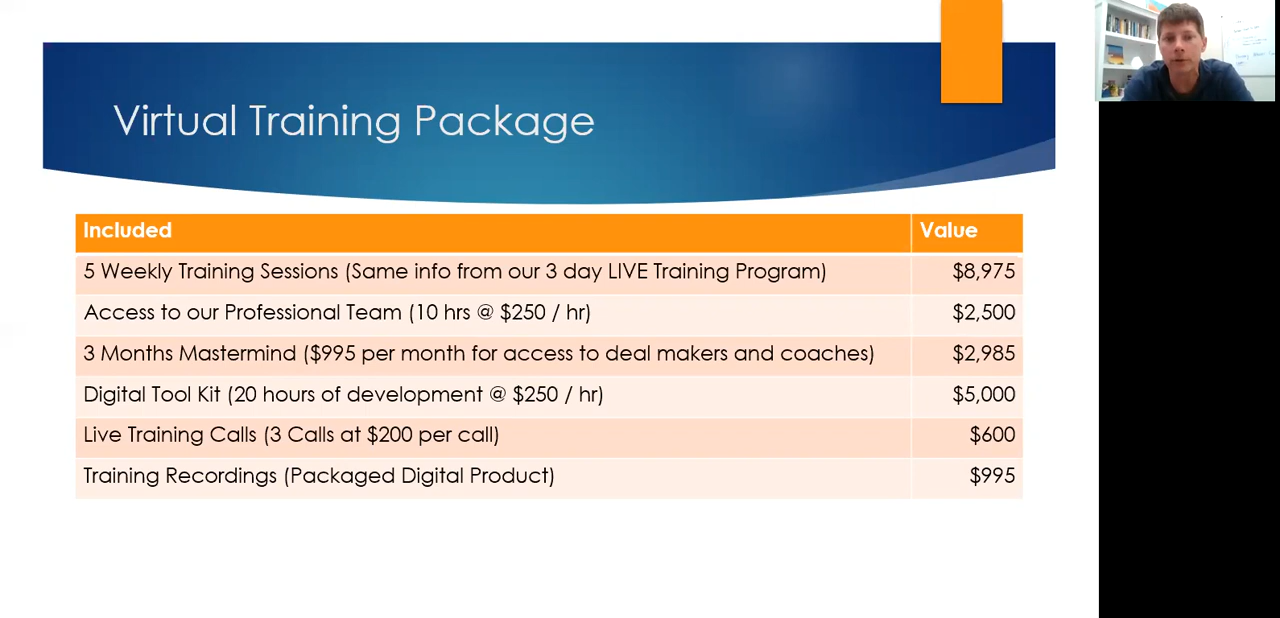 Virtual Training Package
Included Value
5 Weekly Training Sessions (Same info from our 3 day LIVE Training Program) $8,975
Access to our Professional Team (10 hrs @ $250 / hr) $2,500
3 Months Mastermind ($995 per month for access to deal makers and coaches) $2,985
Digital Tool Kit (20 hours of development @ $250 / hr) $5,000
Live Training Calls (3 Calls at $200 per call) $600
Training Recordings (Packaged Digital Product) $995